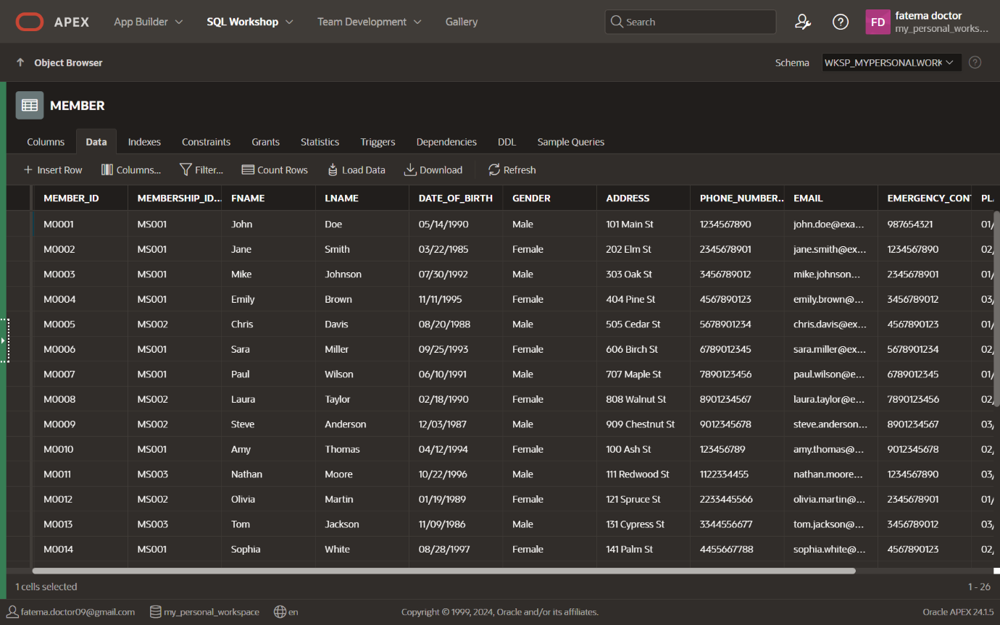 APEX App Builder SQL Workshop Team Development Gallery Search FD fatema doctor
my_personal_works...
Object Browser Schema WKSP_MYPERSONALWORK
MEMBER
Columns Data Indexes Constraints Grants Statistics Triggers Dependencies DDL Sample Queries
+ Insert Row Columns... Filter... Count Rows Load Data Download Refresh
MEMBER_ID MEMBERSHIP_ID... FNAME LNAME DATE_OF_BIRTH GENDER ADDRESS PHONE_NUMBER... EMAIL EMERGENCY_CONT PL
M0001 MS001 John Doe 05/14/1990 Male 101 Main St 1234567890 john.doe@exa... 987654321 01/
M0002 MS001 Jane Smith 03/22/1985 Female 202 Elm St 2345678901 jane.smith@ex... 1234567890 02/
M0003 MS001 Mike Johnson 07/30/1992 Male 303 Oak St 3456789012 mike.johnson... 2345678901 01/
M0004 MS001 Emily Brown 11/11/1995 Female 404 Pine St 4567890123 emily.brown@... 3456789012 03/
M0005 MS002 Chris Davis 08/20/1988 Male 505 Cedar St 5678901234 chris.davis@ex... 4567890123 01/
M0006 MS001 Sara Miller 09/25/1993 Female 606 Birch St 6789012345 sara.miller@ex... 5678901234 02/
M0007 MS001 Paul Wilson 06/10/1991 Male 707 Maple St 7890123456 paul.wilson@e... 6789012345 01/
M0008 MS002 Laura Taylor 02/18/1990 Female 808 Walnut St 8901234567 laura.taylor@e... 7890123456 02/
M0009 MS002 Steve Anderson 12/03/1987 Male 909 Chestnut St 9012345678 steve.anderson... 8901234567 03/
M0010 MS001 Amy Thomas 04/12/1994 Female 100 Ash St 123456789 amy.thomas@... 9012345678 02/
M0011 MS003 Nathan Moore 10/22/1996 Male 111 Redwood St 1122334455 nathan.moore... 1234567890 03/
M0012 MS002 Olivia Martin 01/19/1989 Female 121 Spruce St 2233445566 olivia.martin@... 2345678901 01/
M0013 MS003 Tom Jackson 11/09/1986 Male 131 Cypress St 3344556677 tom.jackson@... 3456789012 03/
M0014 MS001 Sophia White 08/28/1997 Female 141 Palm St 4455667788 sophia.white@... 4567890123 02/
1 cells selected 1 - 26
fatema.doctor09@gmail.com my_personal_workspace en Copyright © 1999, 2024, Oracle and/or its affiliates. Oracle APEX 24.1.5